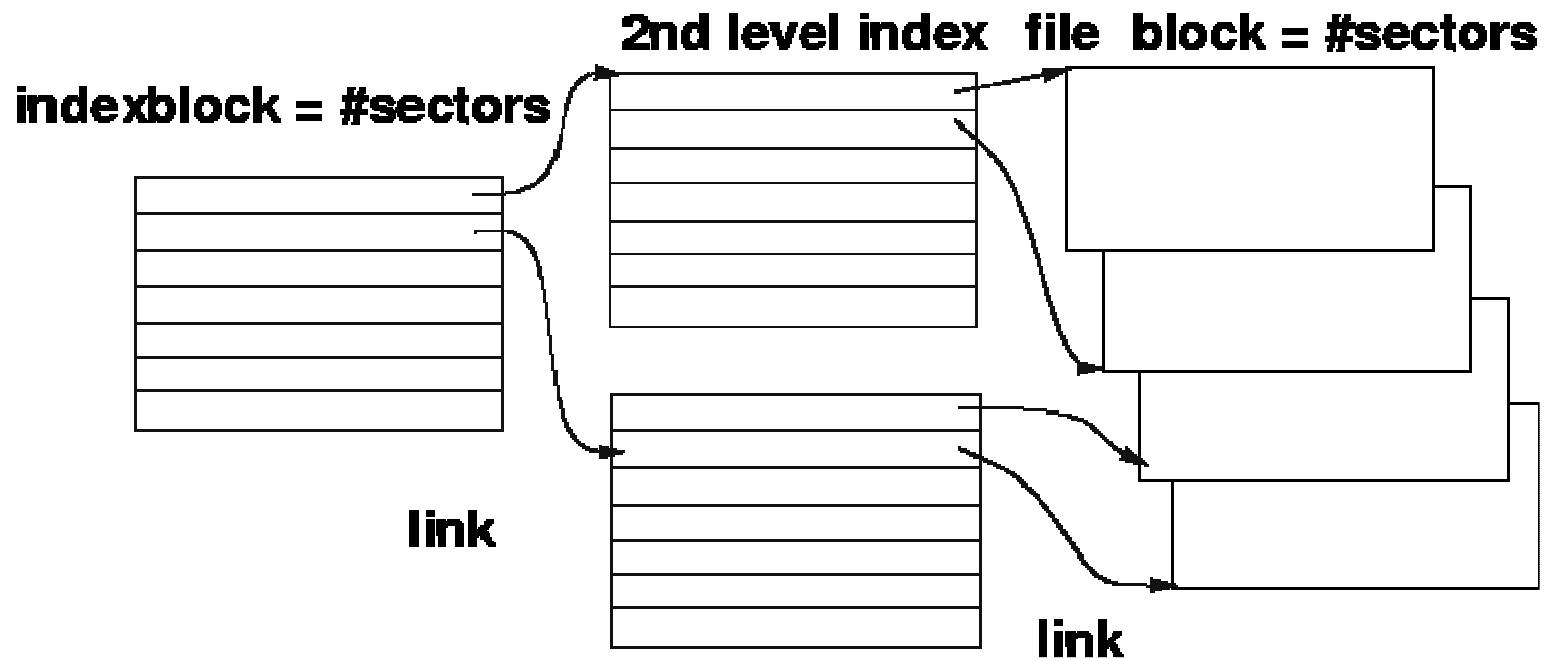 2nd level index file block = #sectors
indexblock = #sectors
link
link